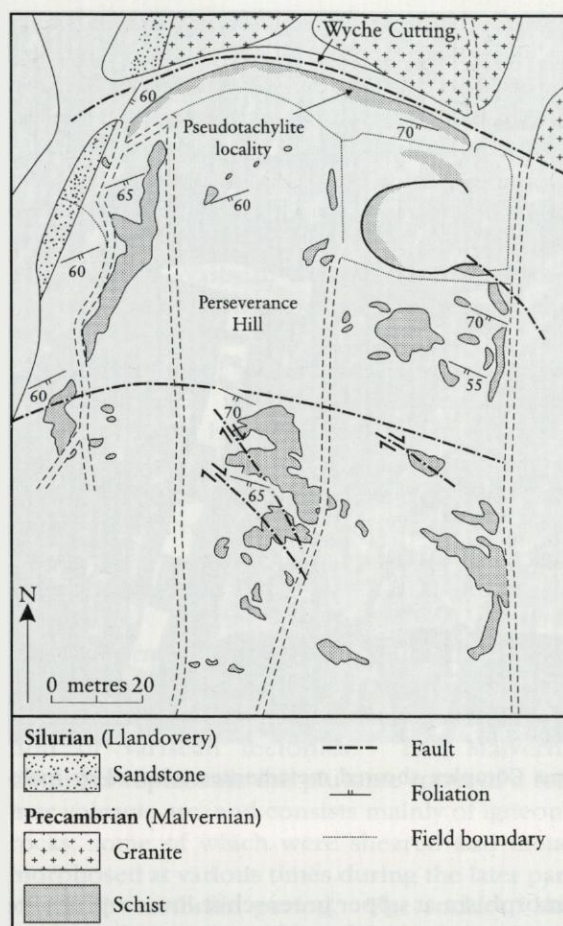 Wyche Cutting
60
Pseudotachylite
locality
70
65
60
60
Perseverance
Hill
70
55
60
70
65
N
0 metres 20
Silurian (Llandovery)
Sandstone
Precambrian (Malvernian)
Granite
Schist
Fault
Foliation
Field boundary